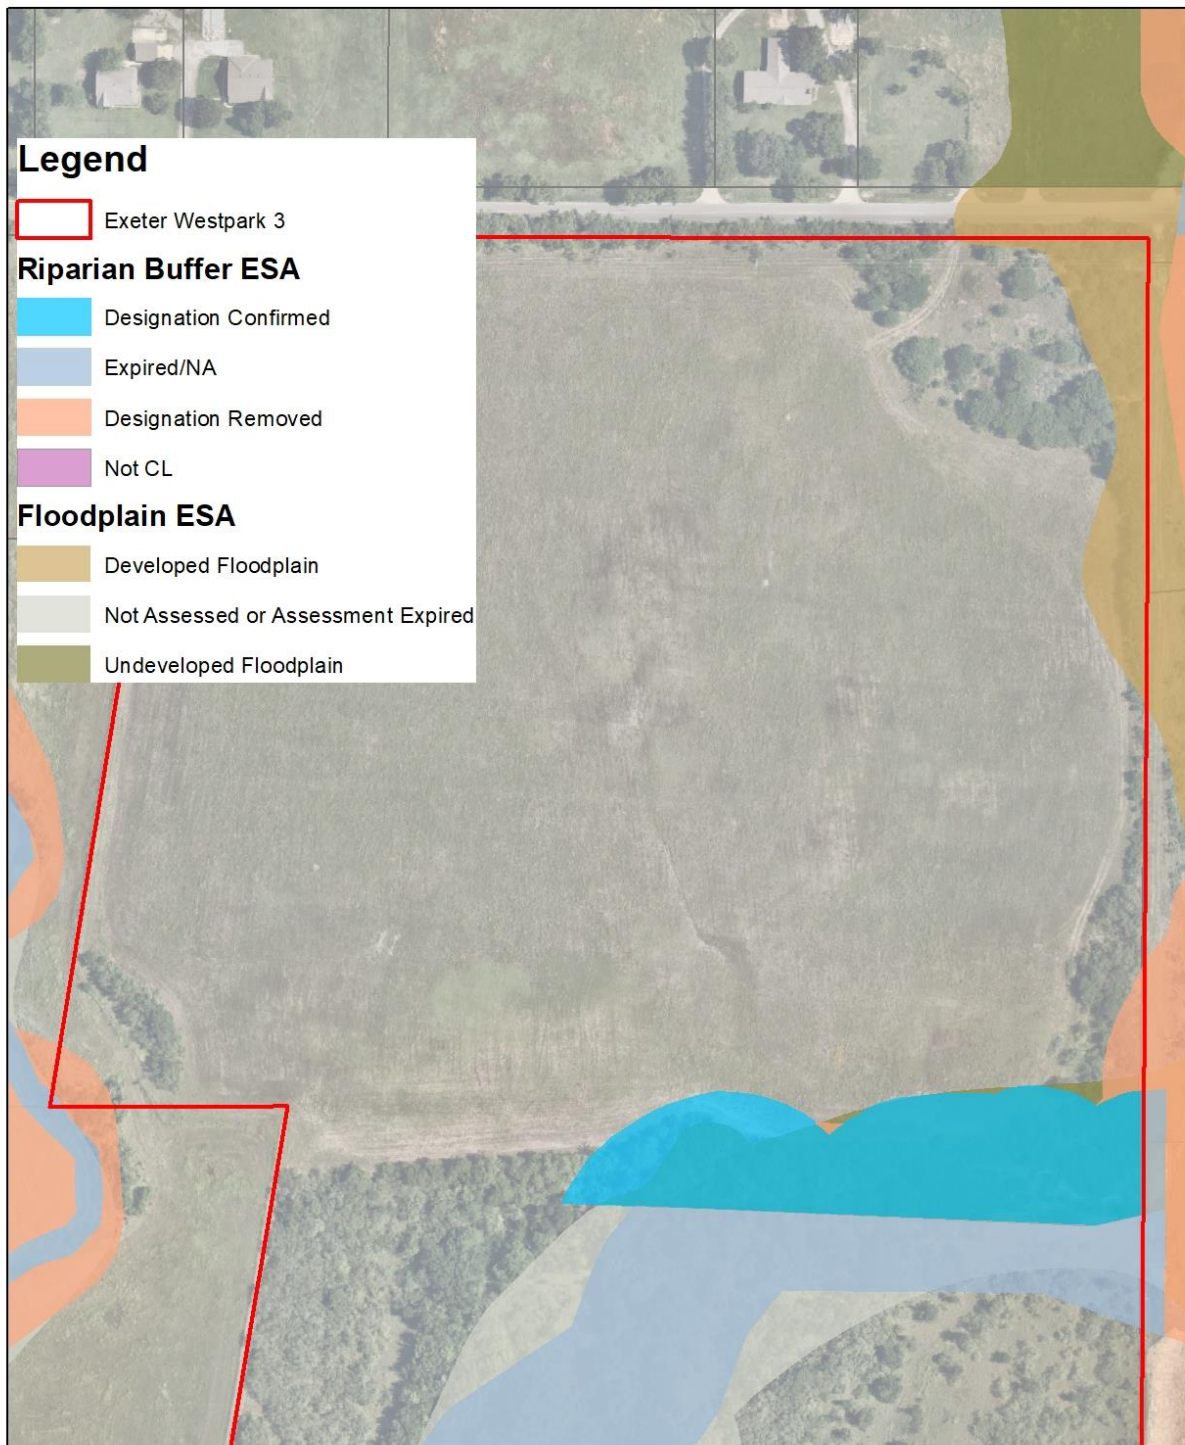 Legend
Exeter Westpark 3
Riparian Buffer ESA
Designation Confirmed
Expired/NA
Designation Removed
Not CL
Floodplain ESA
Developed Floodplain
Not Assessed or Assessment Expired
Undeveloped Floodplain